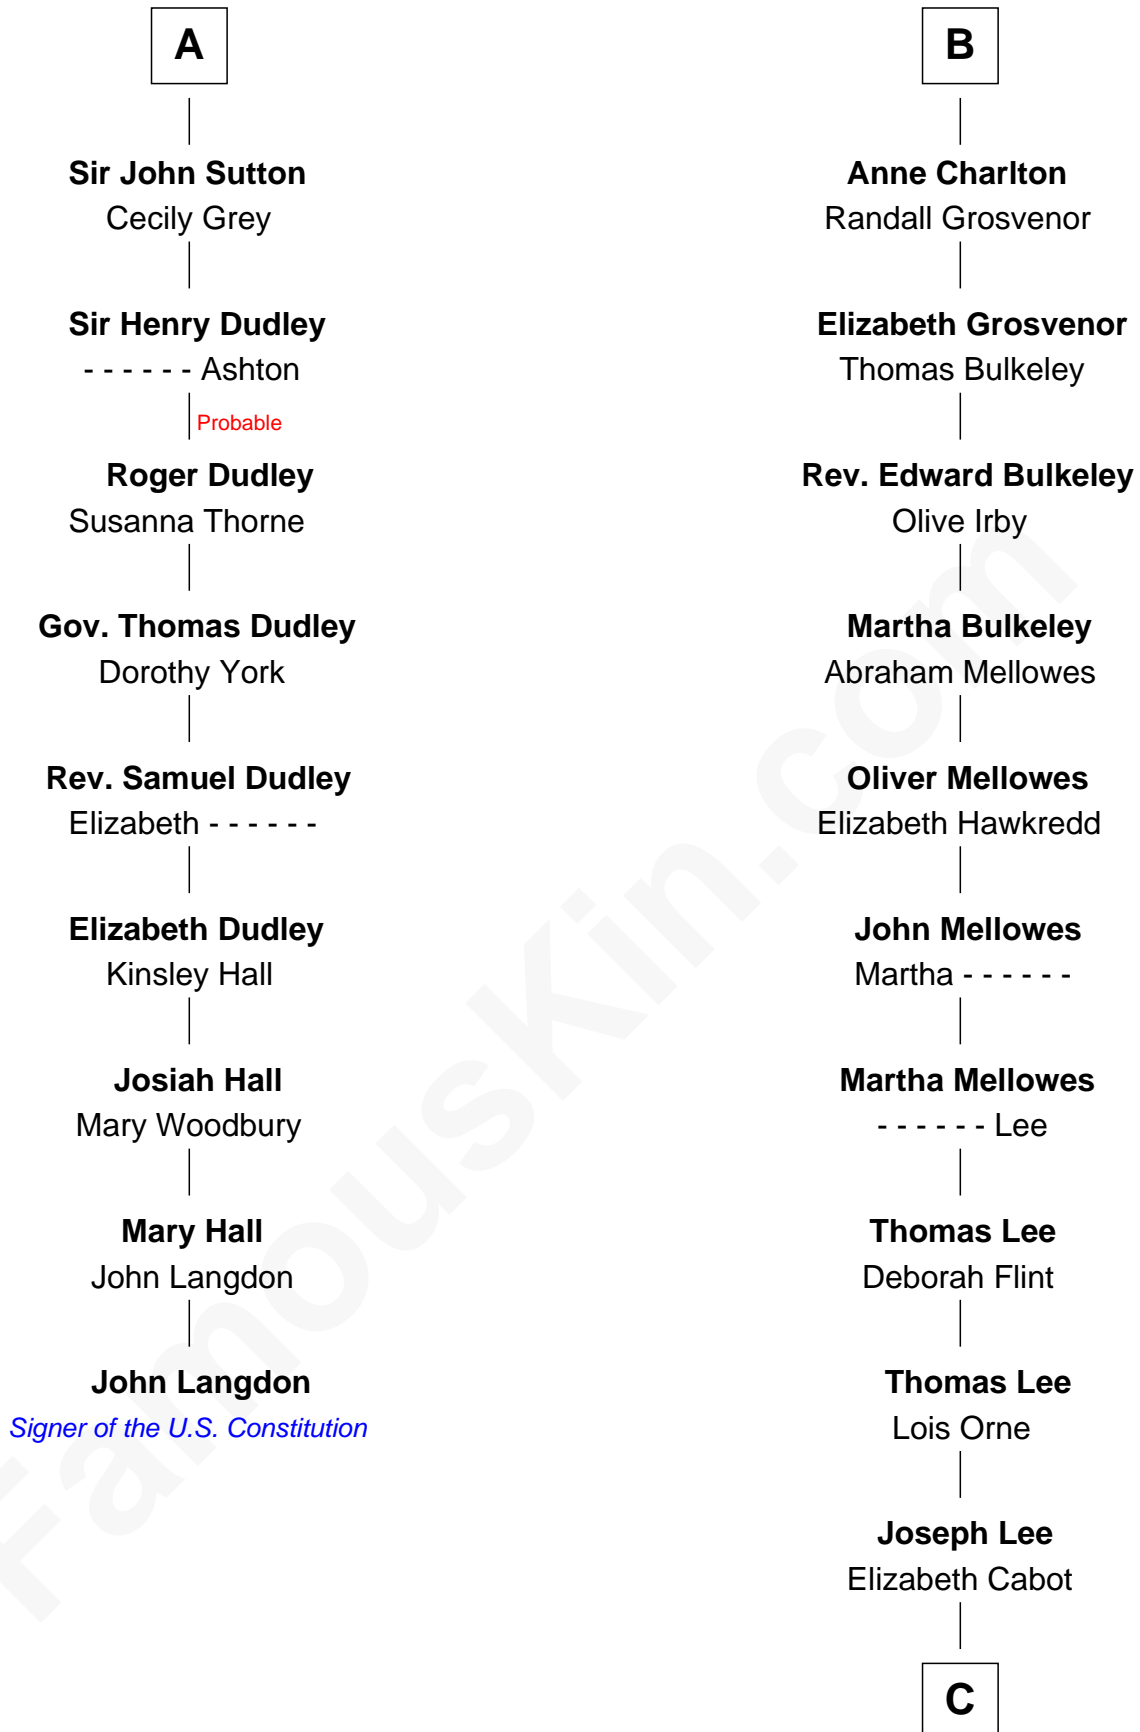 A
Sir John Sutton
Cecily Grey
Sir Henry Dudley
- - - - - - Ashton
Probable
Roger Dudley
Susanna Thorne
Gov. Thomas Dudley
Dorothy York
Rev. Samuel Dudley
Elizabeth - - - - - -
Elizabeth Dudley
Kinsley Hall
Josiah Hall
Mary Woodbury
Mary Hall
John Langdon
John Langdon
Signer of the U.S. Constitution
B
Anne Charlton
Randall Grosvenor
Elizabeth Grosvenor
Thomas Bulkeley
Rev. Edward Bulkeley
Olive Irby
Martha Bulkeley
Abraham Mellowes
Oliver Mellowes
Elizabeth Hawkredd
John Mellowes
Martha - - - - - -
Martha Mellowes
- - - - - - Lee
Thomas Lee
Deborah Flint
Thomas Lee
Lois Orne
Joseph Lee
Elizabeth Cabot
C
FamousKin.com